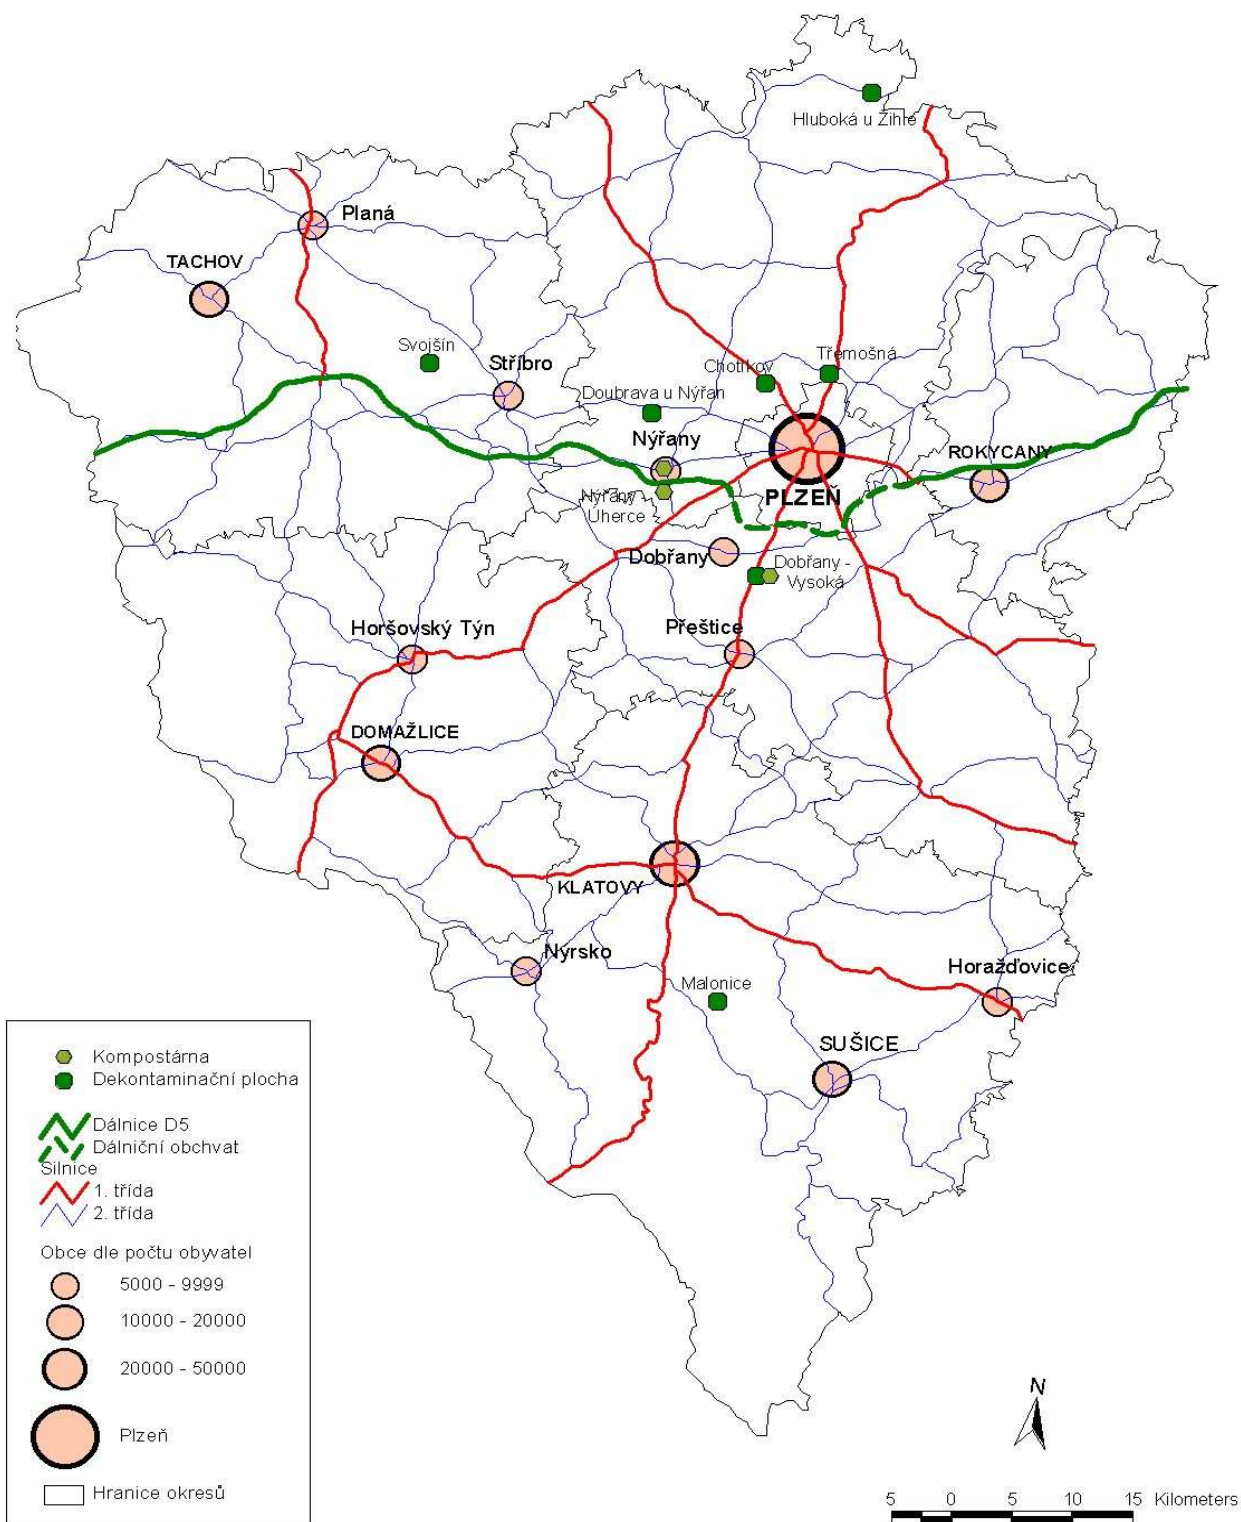 Hluboká u Žihle
Planá
TACHOV
Svojšín
Stříbro
Chotíkov
Třemošná
Doubrava u Nýřan
Nýřany
ROKYCANY
PLZEŇ
Nýřany -
Úherce
Dobřany
Dobřany -
Vysoká
Horšovský Týn
Přeštice
DOMAŽLICE
KLATOVY
Nýrsko
Horažďovice
Malonice
SUŠICE
Kompostárna
Dekontaminační plocha
Dálnice D5
Dálniční obchvat
Silnice
1. třída
2. třída
Obce dle počtu obyvatel
5000 - 9999
10000 - 20000
20000 - 50000
Plzeň
Hranice okresů
N
5 0 5 10 15 Kilometers